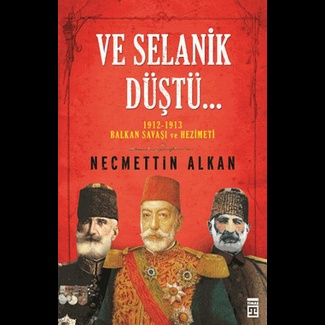 VE SELANİK
DÜŞTÜ...
1912-1913
BALKAN SAVAŞI ve HEZİMETİ
NECMETTİN ALKAN